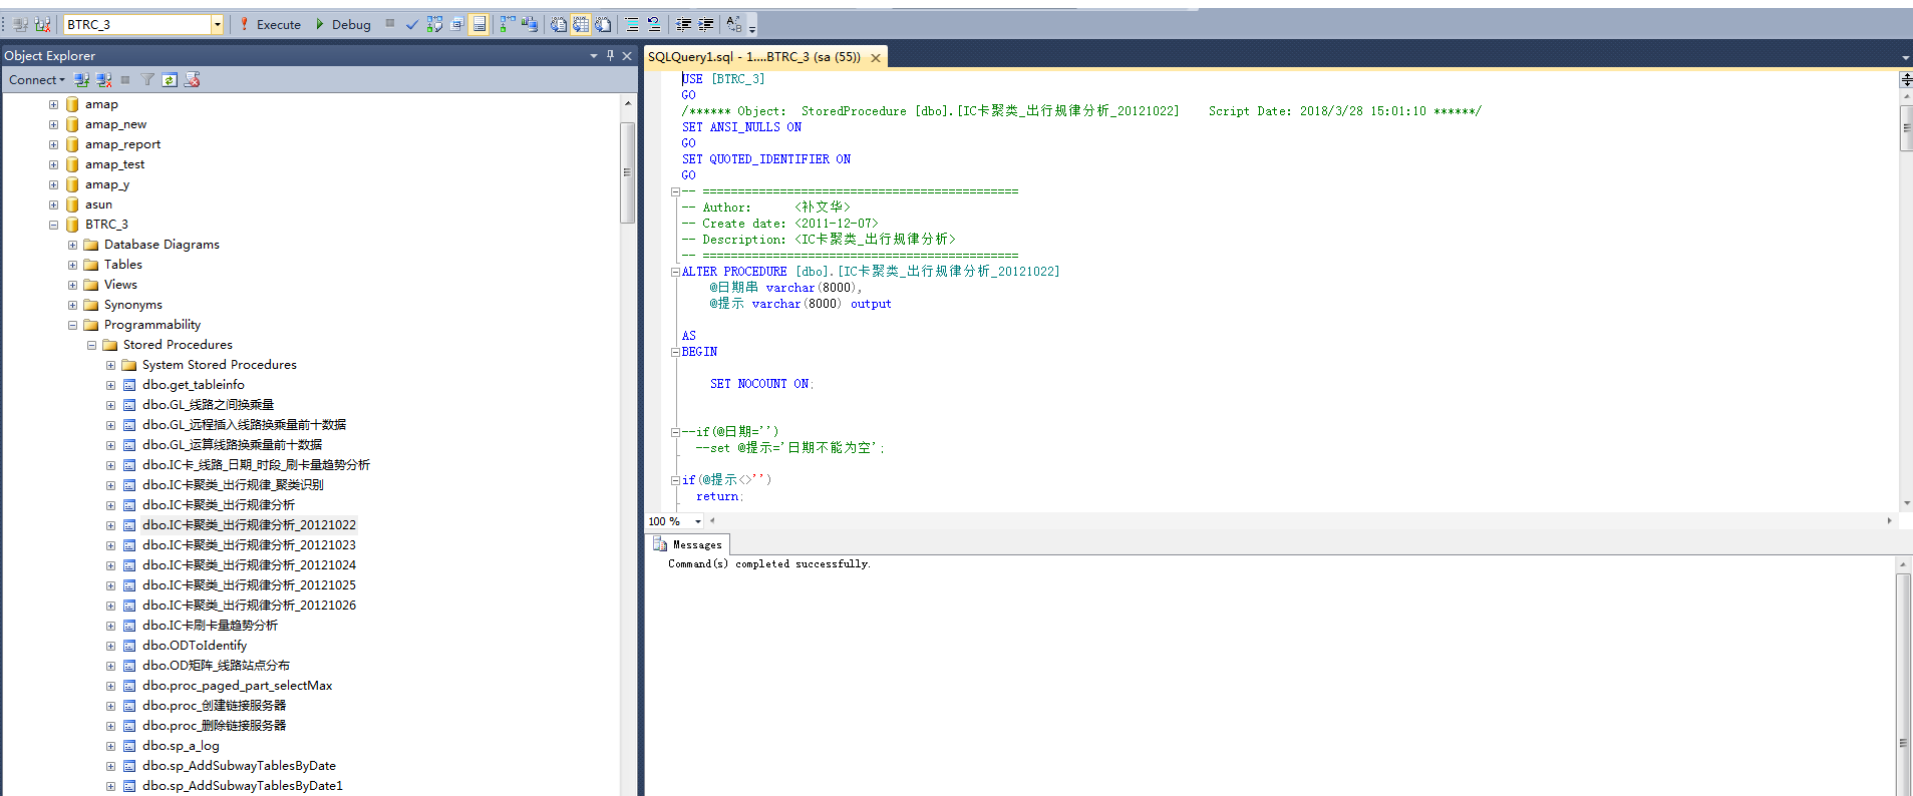 BTRC_3
Execute
Debug
Object Explorer
Connect
amap
amap_new
amap_report
amap_test
amap_y
asun
BTRC_3
Database Diagrams
Tables
Views
Synonyms
Programmability
Stored Procedures
System Stored Procedures
dbo.get_tableinfo
dbo.GL_线路之间换乘量
dbo.GL_远程插入线路换乘量前十数据
dbo.GL_运算线路换乘量前十数据
dbo.IC卡_线路_日期_时段_刷卡量趋势分析
dbo.IC卡聚类_出行规律_聚类识别
dbo.IC卡聚类_出行规律分析
dbo.IC卡聚类_出行规律分析_20121022
dbo.IC卡聚类_出行规律分析_20121023
dbo.IC卡聚类_出行规律分析_20121024
dbo.IC卡聚类_出行规律分析_20121025
dbo.IC卡聚类_出行规律分析_20121026
dbo.IC卡刷卡量趋势分析
dbo.ODToIdentify
dbo.OD矩阵_线路站点分布
dbo.proc_paged_part_selectMax
dbo.proc_创建链接服务器
dbo.proc_删除链接服务器
dbo.sp_a_log
dbo.sp_AddSubwayTablesByDate
dbo.sp_AddSubwayTablesByDate1
SQLQuery1.sql - 1....BTRC_3 (sa (55))
USE [BTRC_3]
GO
/****** Object:  StoredProcedure [dbo].[IC卡聚类_出行规律分析_20121022]    Script Date: 2018/3/28 15:01:10 ******/
SET ANSI_NULLS ON
GO
SET QUOTED_IDENTIFIER ON
GO
-- =============================================
-- Author:      <补文华>
-- Create date: <2011-12-07>
-- Description: <IC卡聚类_出行规律分析>
-- =============================================
ALTER PROCEDURE [dbo].[IC卡聚类_出行规律分析_20121022]
@日期串 varchar(8000),
@提示 varchar(8000) output
AS
BEGIN
SET NOCOUNT ON;
--if(@日期='')
--set @提示='日期不能为空';
if(@提示<>'')
return;
100 %
Messages
Command(s) completed successfully.